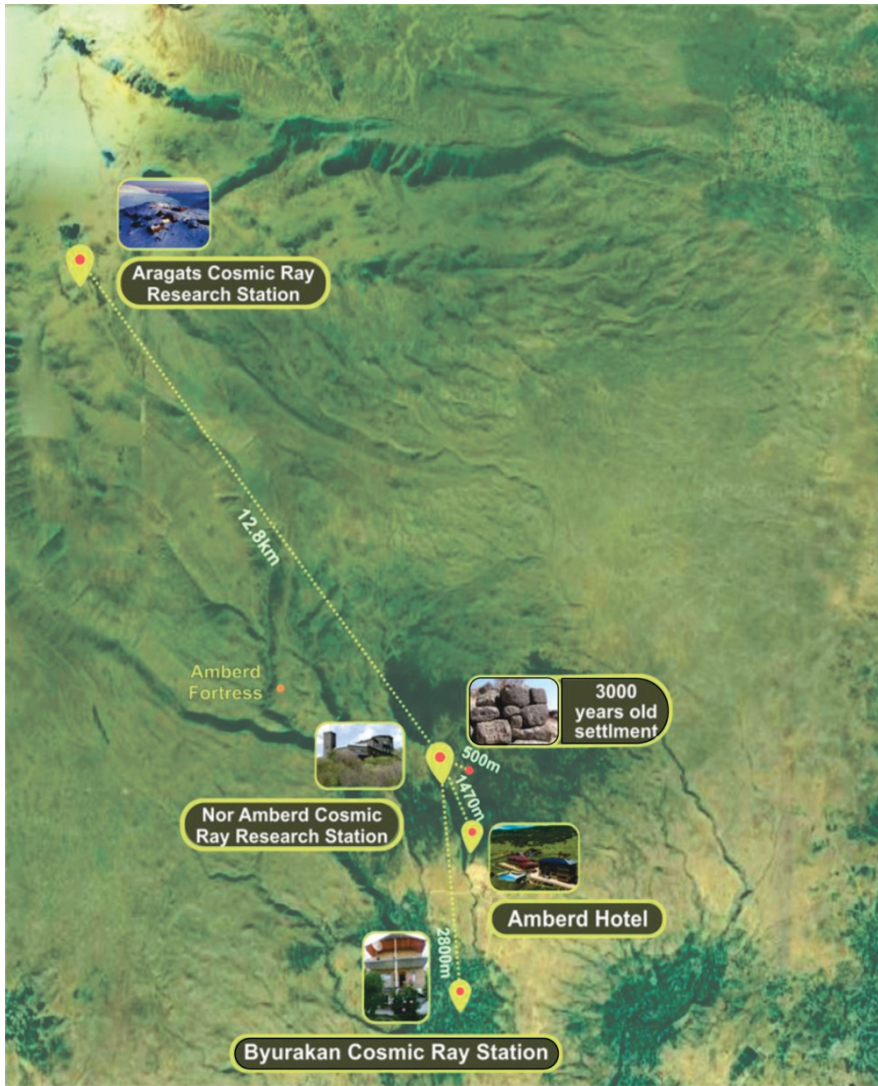 Aragats Cosmic Ray
Research Station
12.8km
Amberd
Fortress
3000
years old
settlment
500m
1470m
Nor Amberd Cosmic
Ray Research Station
Amberd Hotel
2800m
Byurakan Cosmic Ray Station